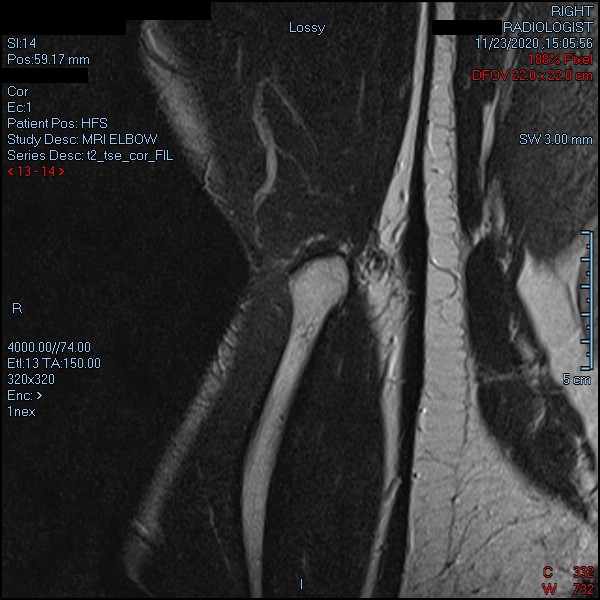 RIGHT
Lossy
RADIOLOGIST
SI:14
11/23/2020 ,15:05:56
Pos:59.17 mm
188% Pixel
DFOV 22.0 x 22.0 cm
Cor
Ec:1
Patient Pos: HFS
Study Desc: MRI ELBOW
SW 3.00 mm
Series Desc: t2_tse_cor_FIL
< 13 - 14 >
R
4000.00//74.00
Etl:13 TA:150.00
320x320
5 cm
Enc: >
1nex
C 332
I
W 732